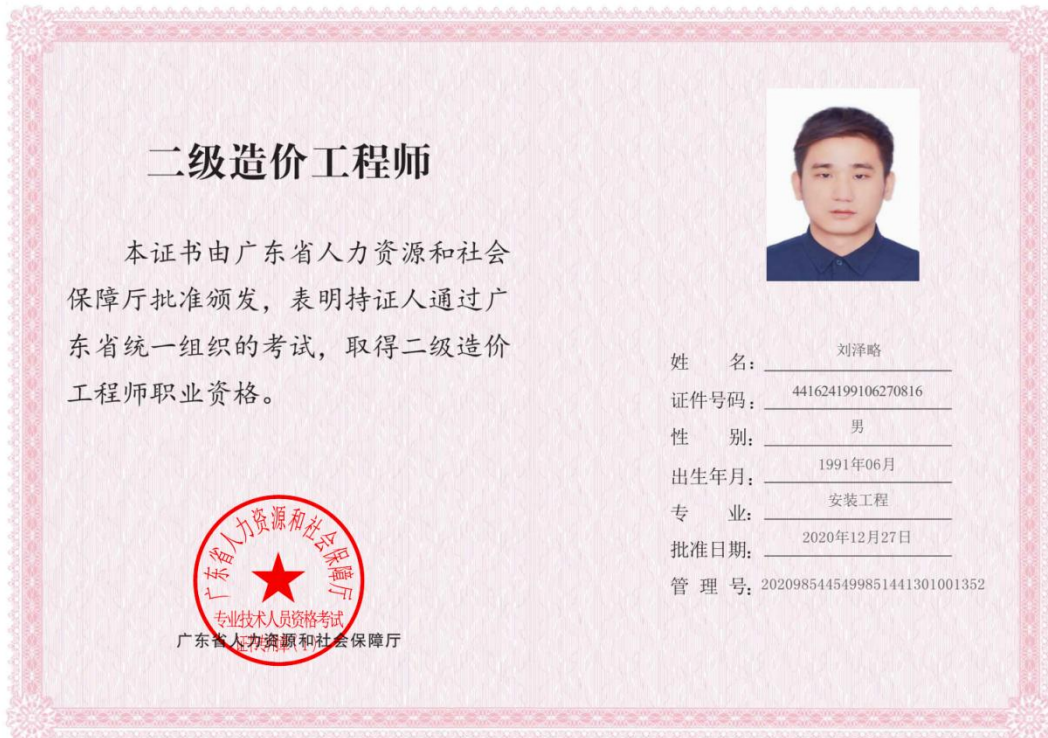 二级造价工程师
本证书由广东省人力资源和社会
保障厅批准颁发，表明持证人通过广
东省统一组织的考试，取得二级造价
工程师职业资格。
广东省人力资源和社会保障厅
专业技术人员资格考试
广东省人力资源和社会保障厅
姓 名：刘泽略
证件号码：441624199106270816
性 别：男
出生年月：1991年06月
专 业：安装工程
批准日期：2020年12月27日
管 理 号：20209854454998514413010 01352